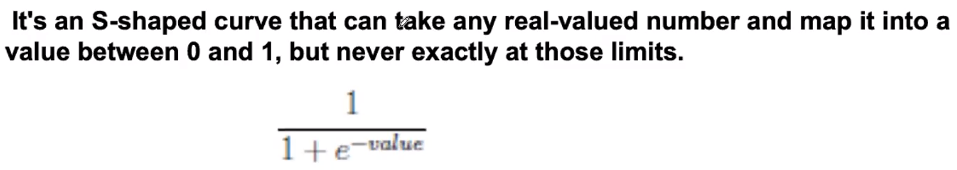 It's an S-shaped curve that can take any real-valued number and map it into a
value between 0 and 1, but never exactly at those limits.
1
1 + e^{-value}